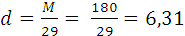 d = M/29 = 180/29 = 6,31